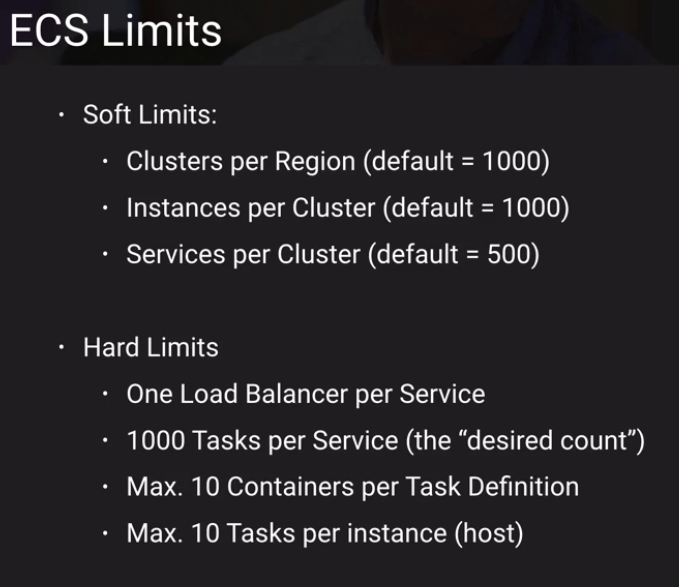 ECS Limits
· Soft Limits:
· Clusters per Region (default = 1000)
· Instances per Cluster (default = 1000)
· Services per Cluster (default = 500)
· Hard Limits
· One Load Balancer per Service
· 1000 Tasks per Service (the “desired count”)
· Max. 10 Containers per Task Definition
· Max. 10 Tasks per instance (host)